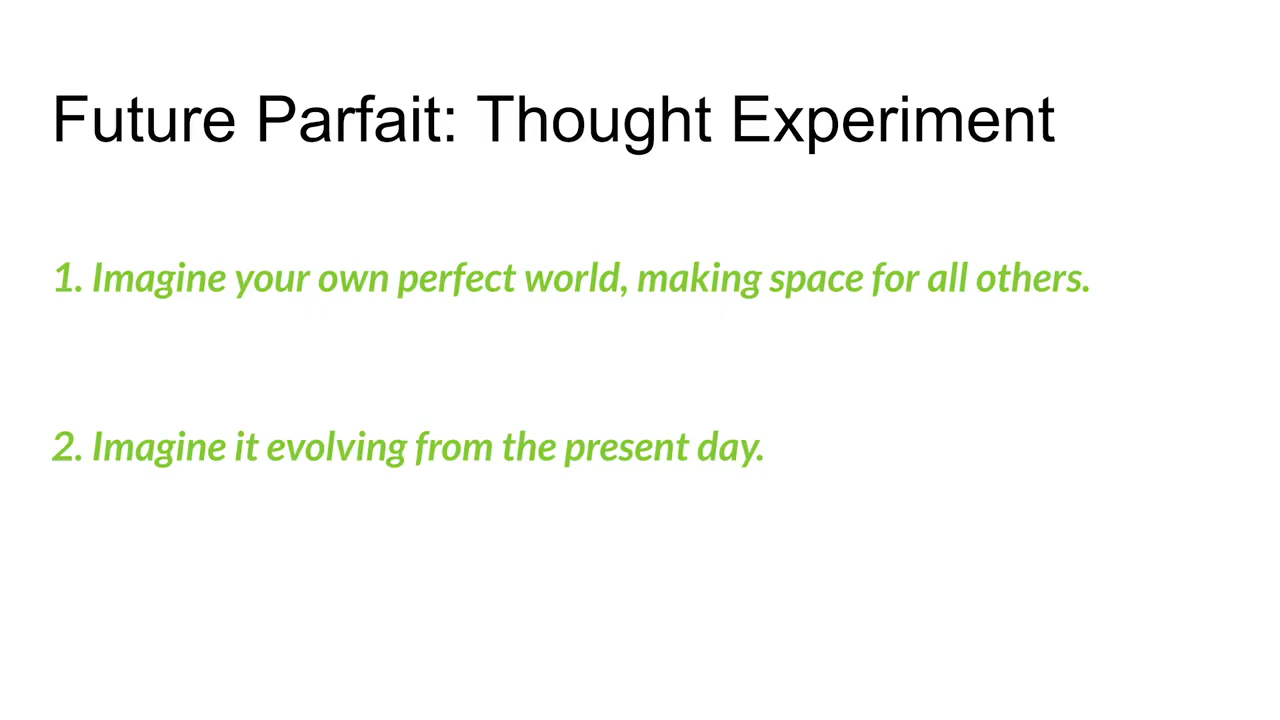 Future Parfait: Thought Experiment
1. Imagine your own perfect world, making space for all others.
2. Imagine it evolving from the present day.